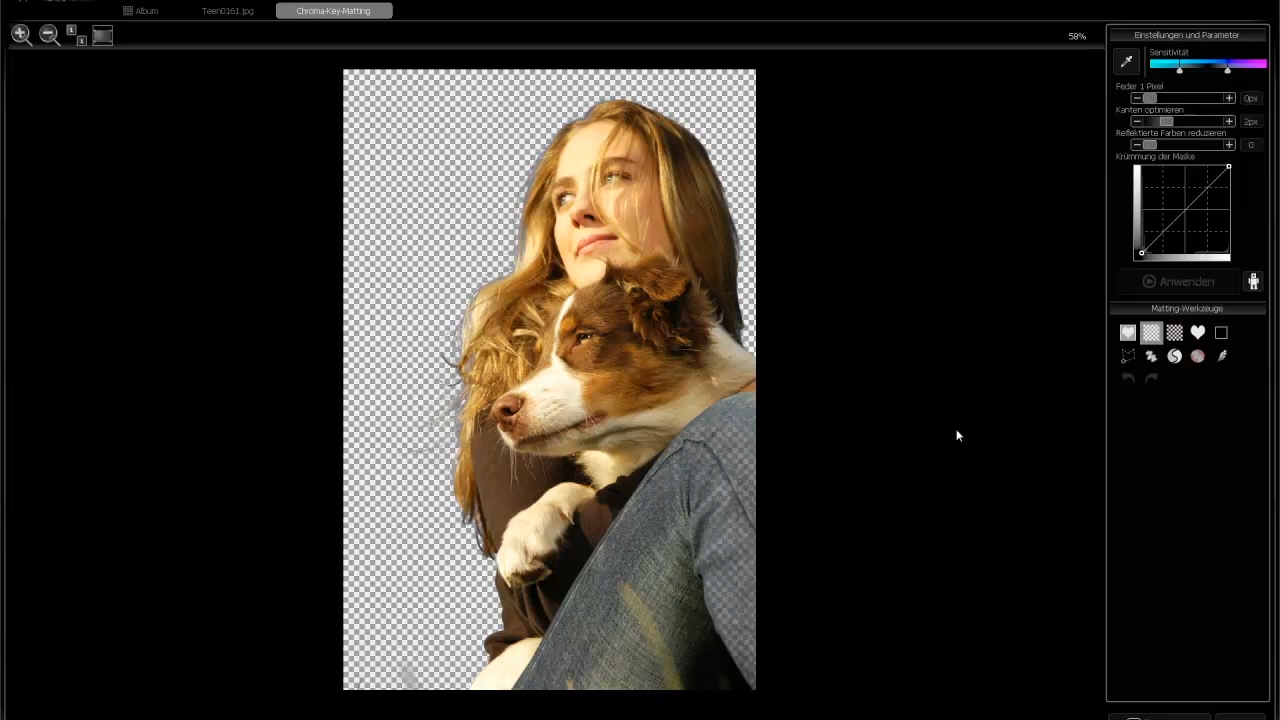 Album
Teen0161.jpg
Chroma-Key-Matting
58%
Einstellungen und Parameter
Sensitivität
Feder 1 Pixel
0px
Kanten optimieren
2px
Reflektierte Farben reduzieren
0
Krümmung der Maske
Anwenden
Matting-Werkzeuge